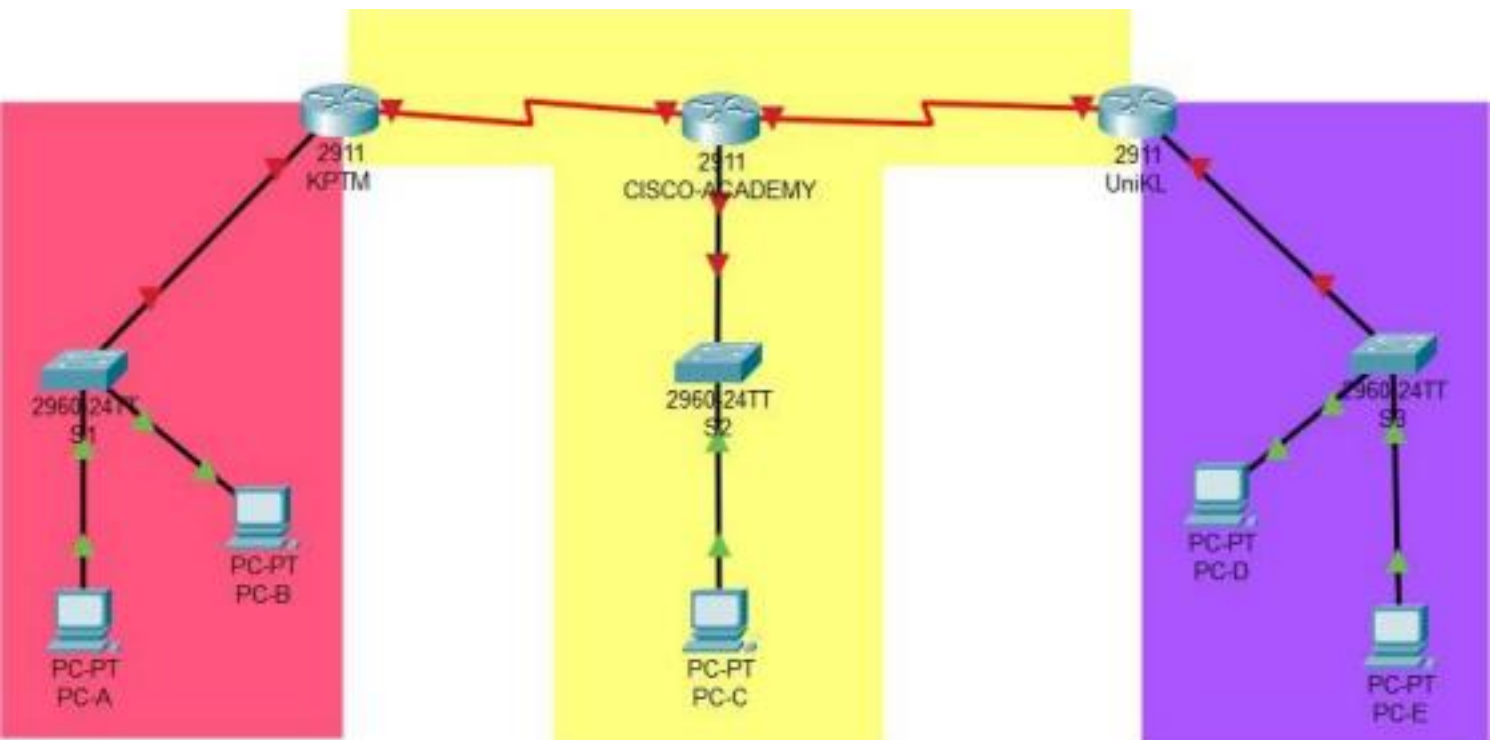 2911
KPTM
2911
CISCO-ACADEMY
2911
UniKL
2960-24TT
S1
2960-24TT
S2
2960-24TT
S3
PC-PT
PC-B
PC-PT
PC-D
PC-PT
PC-A
PC-PT
PC-C
PC-PT
PC-E